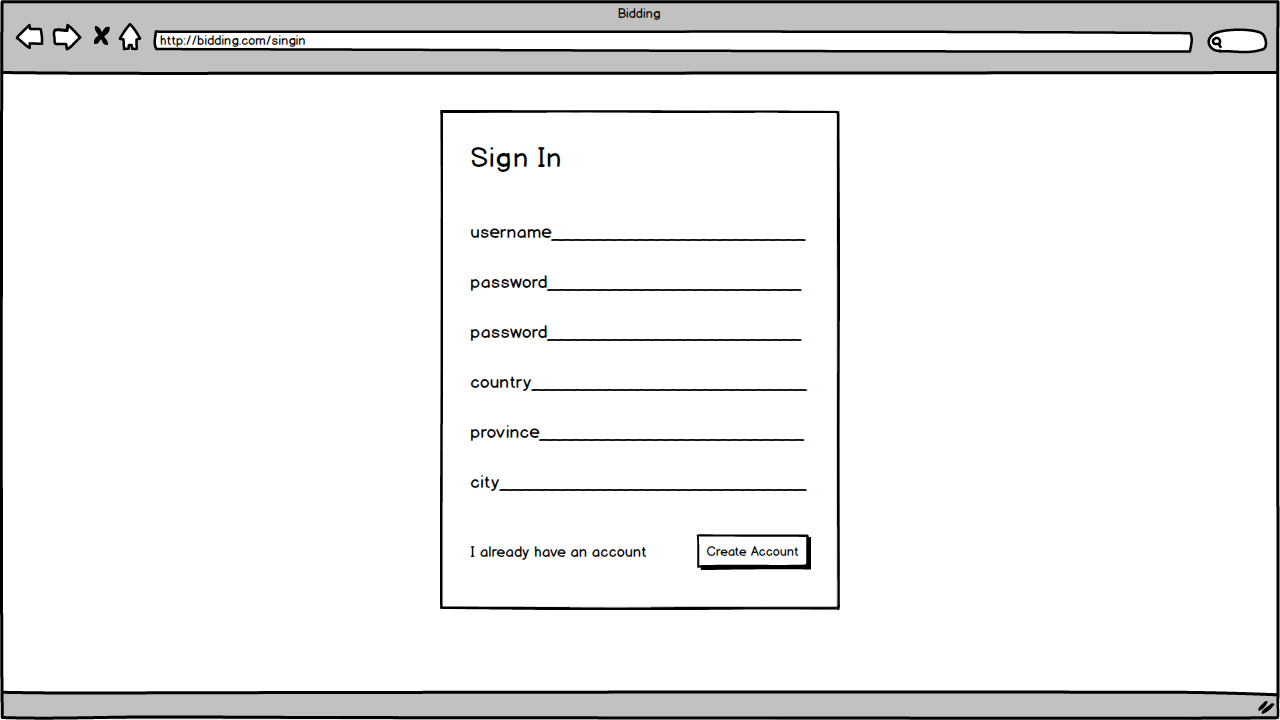 Bidding
http://bidding.com/singin
Sign In
username
password
password
country
province
city
I already have an account
Create Account